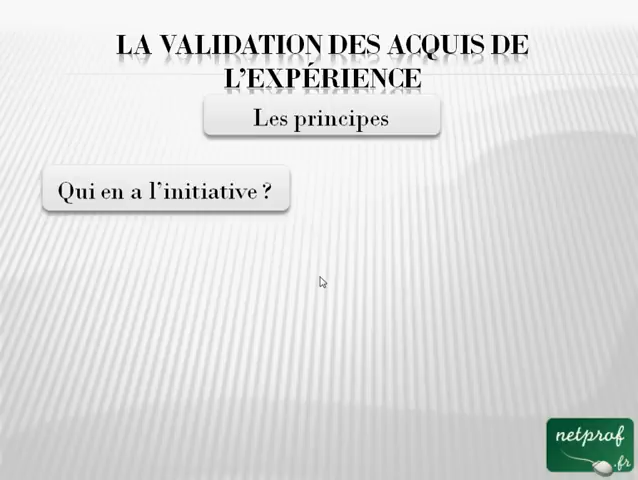 LA VALIDATION DES ACQUIS DE
L'EXPÉRIENCE
Les principes
Qui en a l'initiative ?
netprof
.fr